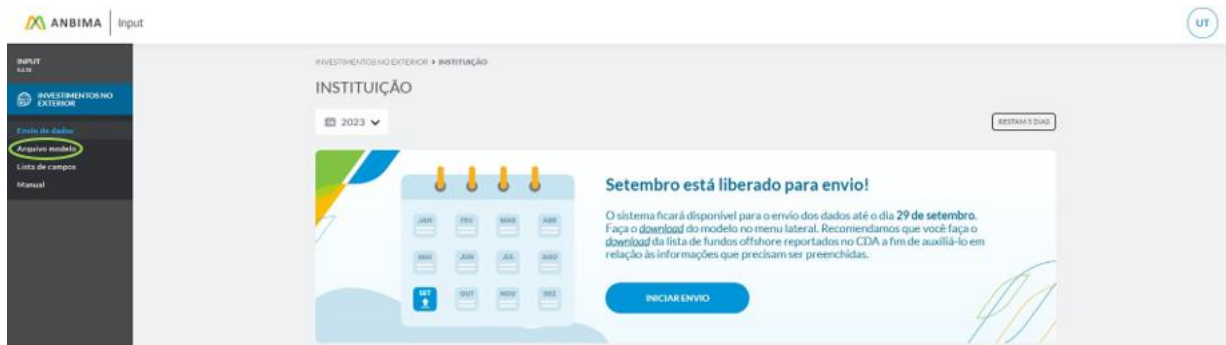 ANBIMA Input
UT
INPUT
INVESTIMENTOS NO
EXTERIOR
Envio de dados
Arquivo modelo
Lista de campos
Manual
INVESTIMENTOS NO EXTERIOR > INSTITUIÇÃO
INSTITUIÇÃO
2023
RESTAM 5 DIAS
JAN FEV MAR ABR
MAI JUN JUL AGO
SET OUT NOV DEZ
Setembro está liberado para envio!
O sistema ficará disponível para o envio dos dados até o dia 29 de setembro.
Faça o download do modelo no menu lateral. Recomendamos que você faça o
download da lista de fundos offshore reportados no CDA a fim de auxiliá-lo em
relação às informações que precisam ser preenchidas.
INICIAR ENVIO